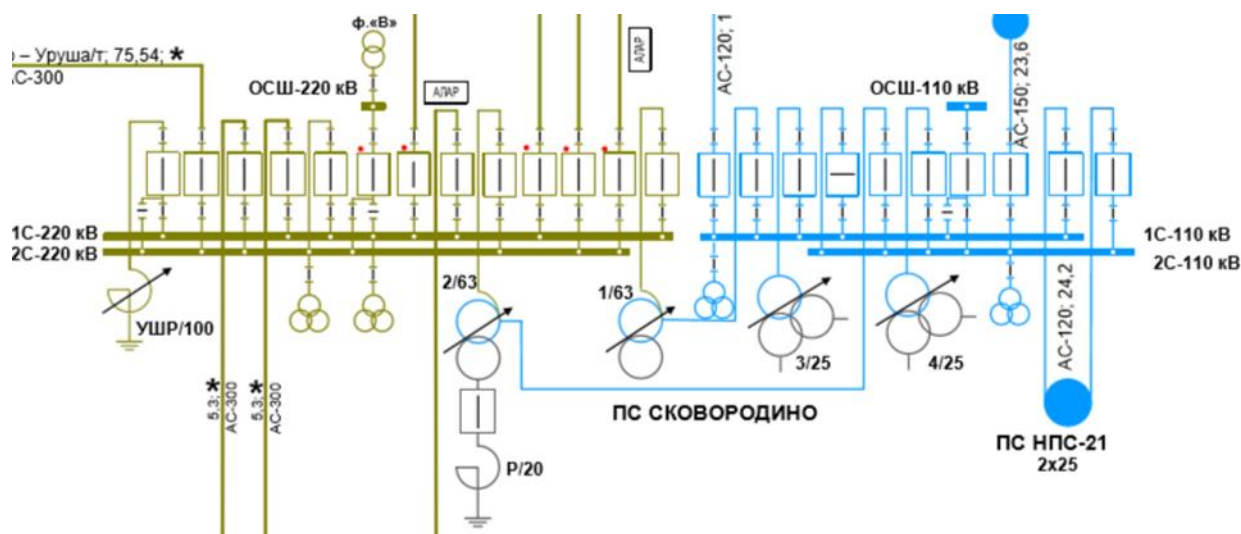 ф.«В»
о – Уруша/т; 75,54; *
АС-300
ОСШ-220 кВ
АЛАР
АЛАР
АС-120; 1
ОСШ-110 кВ
АС-150; 23,6
1С-220 кВ
2С-220 кВ
1С-110 кВ
2С-110 кВ
УШР/100
2/63
1/63
3/25
4/25
АС-120; 24,2
5,3; *
АС-300
5,3; *
АС-300
ПС СКОВОРОДИНО
Р/20
ПС НПС-21
2х25